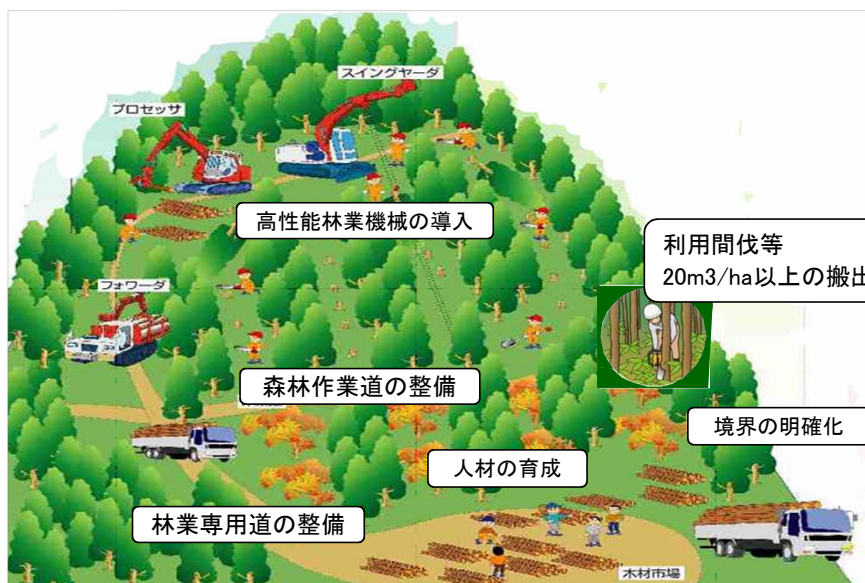 スイングヤーダ
プロセッサ
高性能林業機械の導入
利用間伐等
20m3/ha以上の搬出
フォワーダ
森林作業道の整備
境界の明確化
人材の育成
林業専用道の整備
木材市場